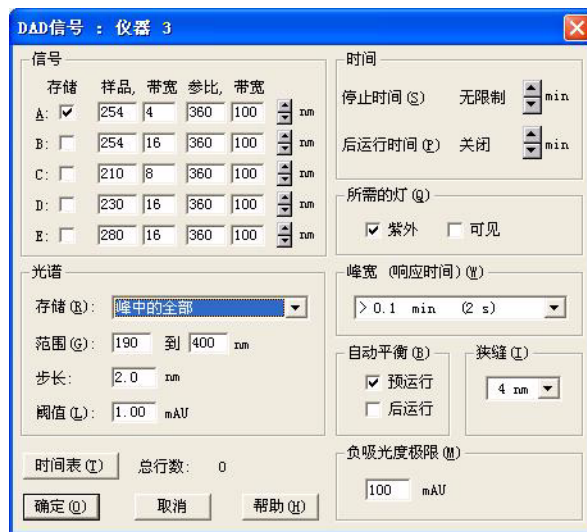 DAD信号 : 仪器 3
信号
存储 样品, 带宽 参比, 带宽
A: 254 4 360 100 nm
B: 254 16 360 100 nm
C: 210 8 360 100 nm
D: 230 16 360 100 nm
E: 280 16 360 100 nm
时间
停止时间(S) 无限制 min
后运行时间(P) 关闭 min
所需的灯(Q)
紫外 可见
光谱
存储(R): 峰中的全部
范围(G): 190 到 400 nm
步长: 2.0 nm
阈值(L): 1.00 mAU
峰宽 (响应时间)(W)
>0.1 min (2 s)
自动平衡(B)
预运行
后运行
狭缝(I)
4 nm
负吸光度极限(M)
100 mAU
时间表(T) 总行数: 0
确定(O) 取消 帮助(H)